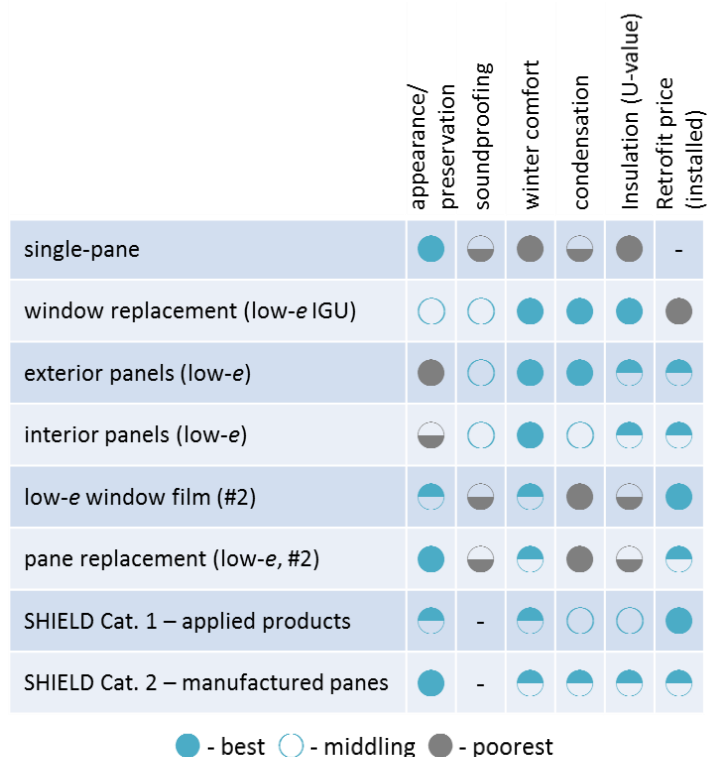 appearance/
preservation
soundproofing
winter comfort
condensation
Insulation (U-value)
Retrofit price
(installed)
single-pane
-
window replacement (low-e IGU)
exterior panels (low-e)
interior panels (low-e)
low-e window film (#2)
pane replacement (low-e, #2)
SHIELD Cat. 1 – applied products
-
SHIELD Cat. 2 – manufactured panes
-
- best - middling - poorest